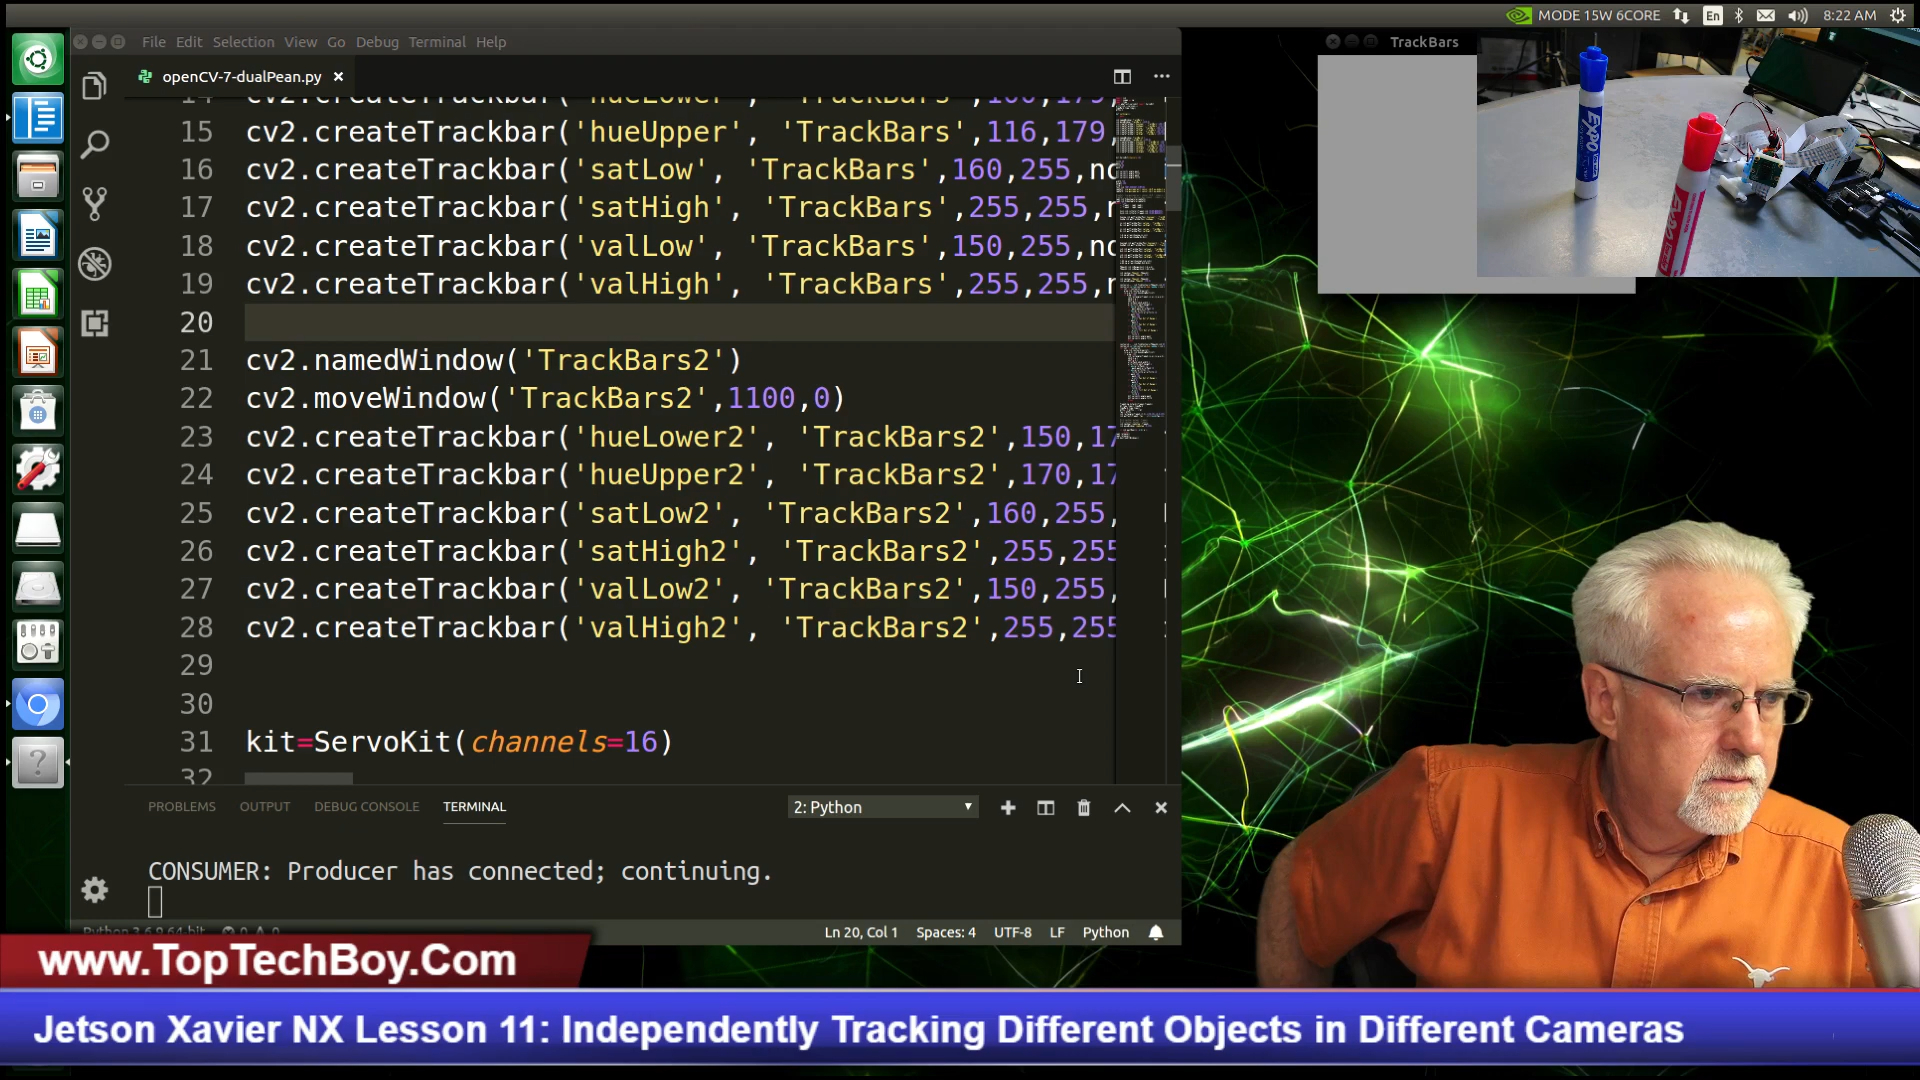 MODE 15W 6CORE
En
8:22 AM
File Edit Selection View Go Debug Terminal Help
TrackBars
openCV-7-dualPean.py
15 cv2.createTrackbar('hueUpper', 'TrackBars',116,179,
16 cv2.createTrackbar('satLow', 'TrackBars',160,255,no
17 cv2.createTrackbar('satHigh', 'TrackBars',255,255,n
18 cv2.createTrackbar('valLow', 'TrackBars',150,255,no
19 cv2.createTrackbar('valHigh', 'TrackBars',255,255,n
20
21 cv2.namedWindow('TrackBars2')
22 cv2.moveWindow('TrackBars2',1100,0)
23 cv2.createTrackbar('hueLower2', 'TrackBars2',150,17
24 cv2.createTrackbar('hueUpper2', 'TrackBars2',170,17
25 cv2.createTrackbar('satLow2', 'TrackBars2',160,255,
26 cv2.createTrackbar('satHigh2', 'TrackBars2',255,255
27 cv2.createTrackbar('valLow2', 'TrackBars2',150,255,
28 cv2.createTrackbar('valHigh2', 'TrackBars2',255,255
29
30
31 kit=ServoKit(channels=16)
32
PROBLEMS OUTPUT DEBUG CONSOLE TERMINAL
2: Python
CONSUMER: Producer has connected; continuing.
Ln 20, Col 1 Spaces: 4 UTF-8 LF Python
EXPO
www.TopTechBoy.Com
Jetson Xavier NX Lesson 11: Independently Tracking Different Objects in Different Cameras